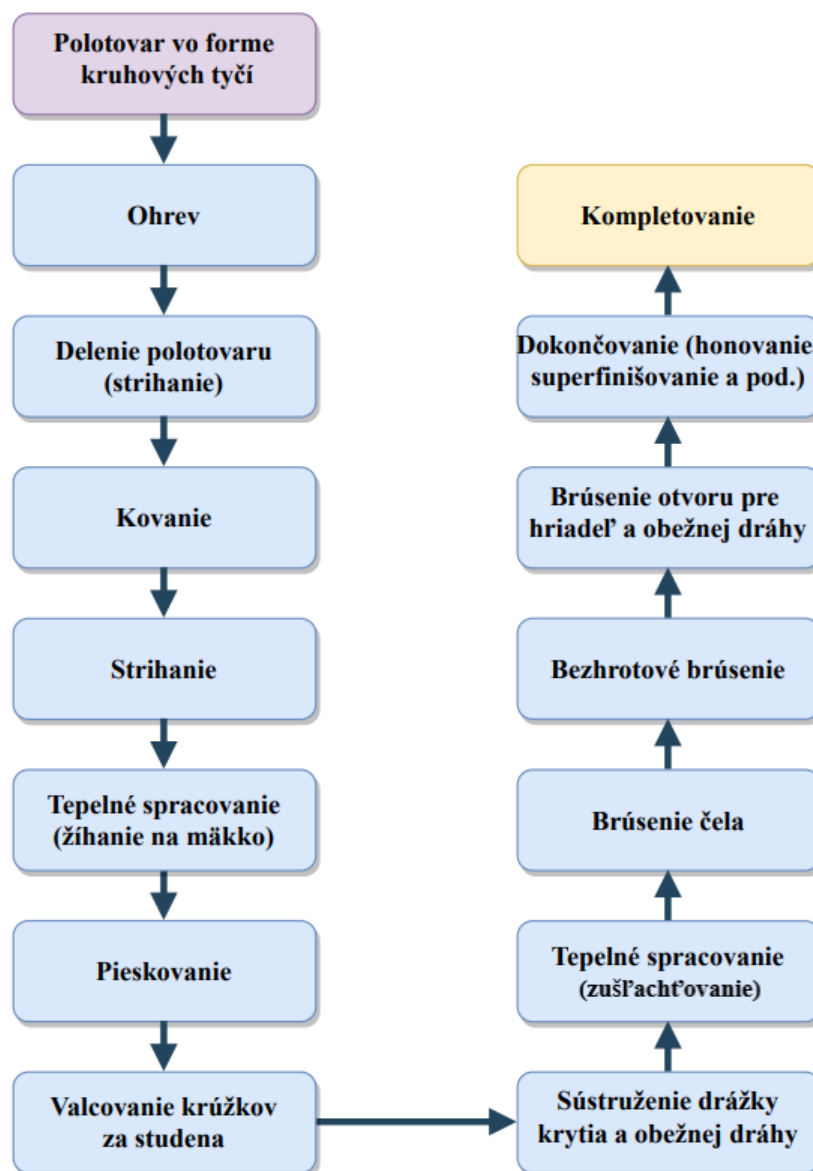 Polotovar vo forme
kruhových tyčí
Ohrev
Delenie polotovaru
(strihanie)
Kovanie
Strihanie
Tepelné spracovanie
(žíhanie na mäkko)
Pieskovanie
Valcovanie krúžkov
za studena
Sústruženie drážky
krytia a obežnej dráhy
Tepelné spracovanie
(zušľachťovanie)
Brúsenie čela
Bezhrotové brúsenie
Brúsenie otvoru pre
hriadeľ a obežnej dráhy
Dokončovanie (honovanie
superfinišovanie a pod.)
Kompletovanie